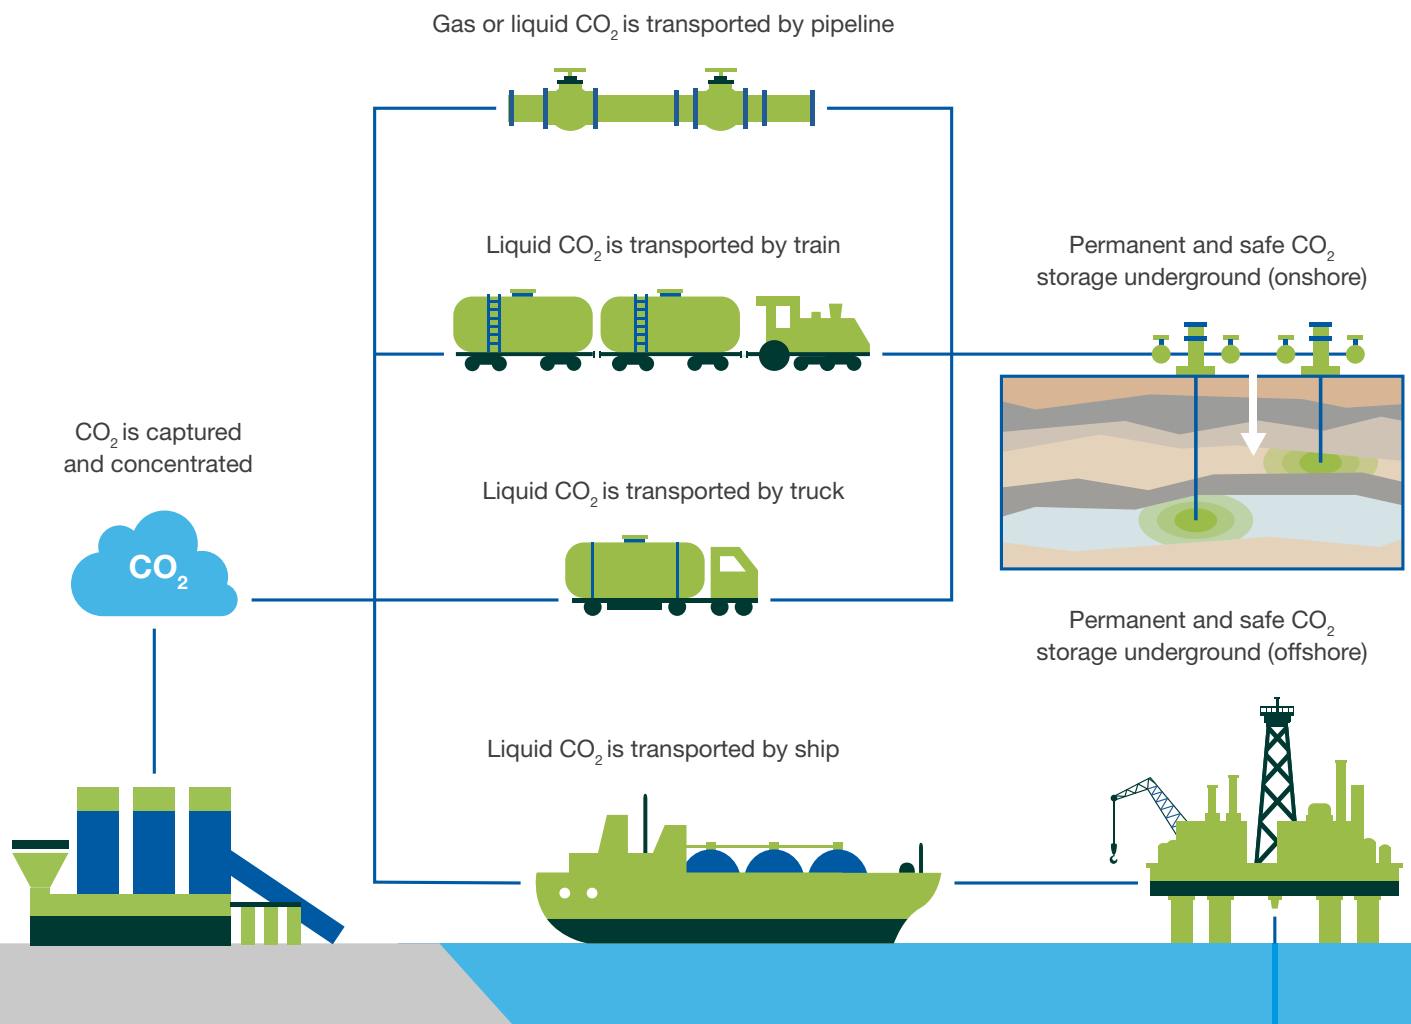 Gas or liquid CO₂ is transported by pipeline
Liquid CO₂ is transported by train
Permanent and safe CO₂
storage underground (onshore)
CO₂ is captured
and concentrated
Liquid CO₂ is transported by truck
CO₂
Permanent and safe CO₂
storage underground (offshore)
Liquid CO₂ is transported by ship